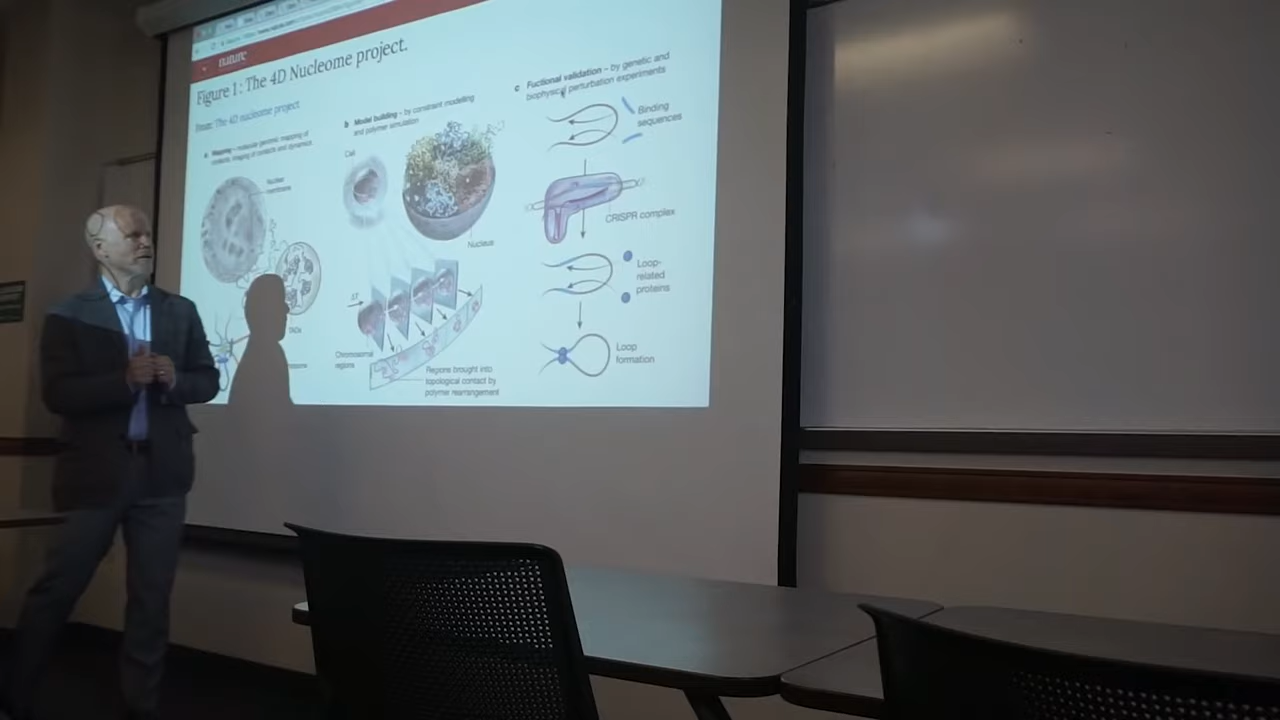 nature
Figure 1: The 4D Nucleome project.
From: The 4D nucleome project
a Mapping – molecular genomic mapping of
contacts, imaging of contacts and dynamics
Nuclear
membrane
TADs
b Model building – by constraint modelling
and polymer simulation
Cell
Nucleus
ΔT
Chromosomal
regions
Regions brought into
topological contact by
polymer rearrangement
c Fuctional validation – by genetic and
biophysical perturbation experiments
Binding
sequences
CRISPR complex
Loop-
related
proteins
Loop
formation